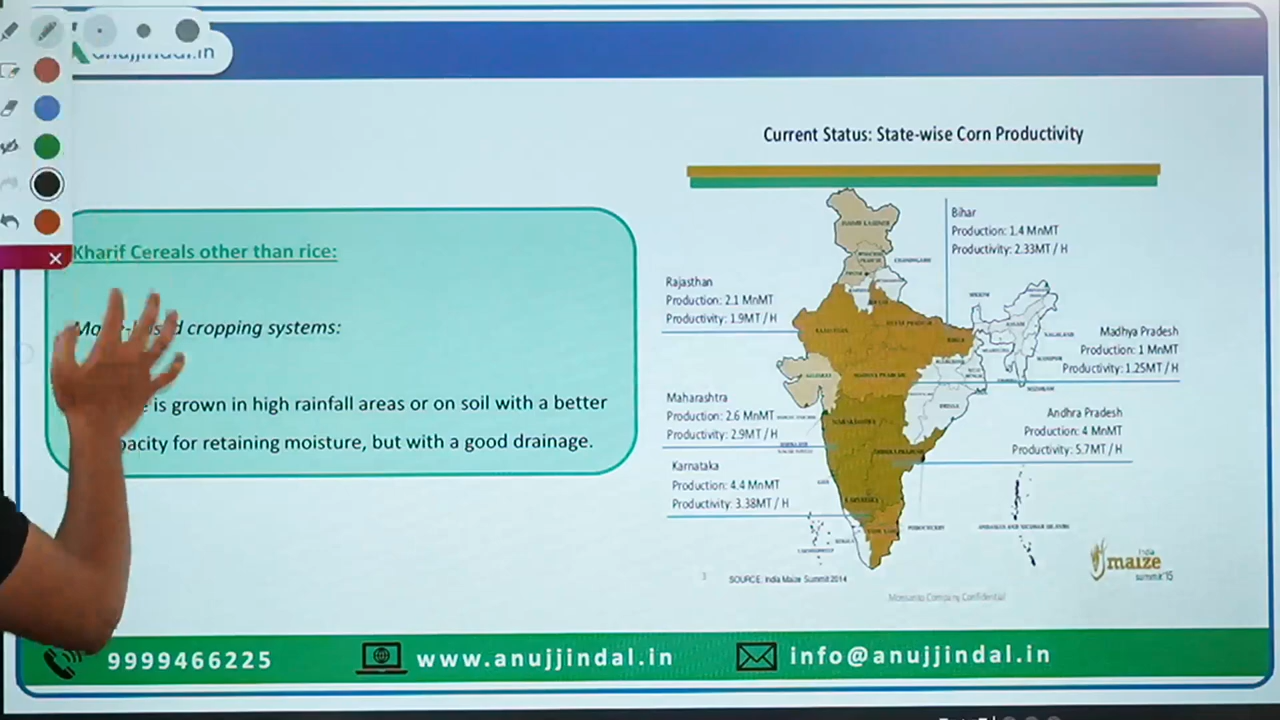 anujjindal.in
Kharif Cereals other than rice:
cropping systems:
is grown in high rainfall areas or on soil with a better
pacity for retaining moisture, but with a good drainage.
Current Status: State-wise Corn Productivity
Bihar
Production: 1.4 MnMT
Productivity: 2.33MT / H
Rajasthan
Production: 2.1 MnMT
Productivity: 1.9MT / H
Madhya Pradesh
Production: 1 MnMT
Productivity: 1.25MT / H
Maharashtra
Production: 2.6 MnMT
Productivity: 2.9MT / H
Andhra Pradesh
Production: 4 MnMT
Productivity: 5.7MT / H
Karnataka
Production: 4.4 MnMT
Productivity: 3.38MT / H
3
SOURCE: India Maize Summit 2014
India
maize
summit'15
Monsanto Company Confidential
9999466225
www.anujjindal.in
info@anujjindal.in